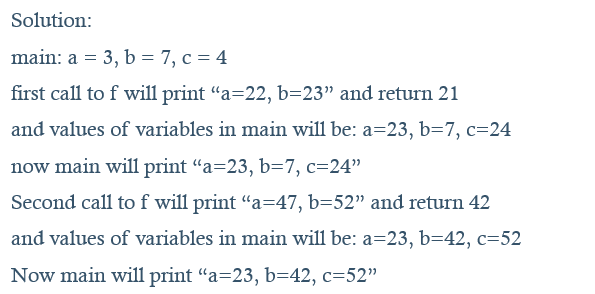 Solution:
main: a = 3, b = 7, c = 4
first call to f will print “a=22, b=23” and return 21
and values of variables in main will be: a=23, b=7, c=24
now main will print “a=23, b=7, c=24”
Second call to f will print “a=47, b=52” and return 42
and values of variables in main will be: a=23, b=42, c=52
Now main will print “a=23, b=42, c=52”